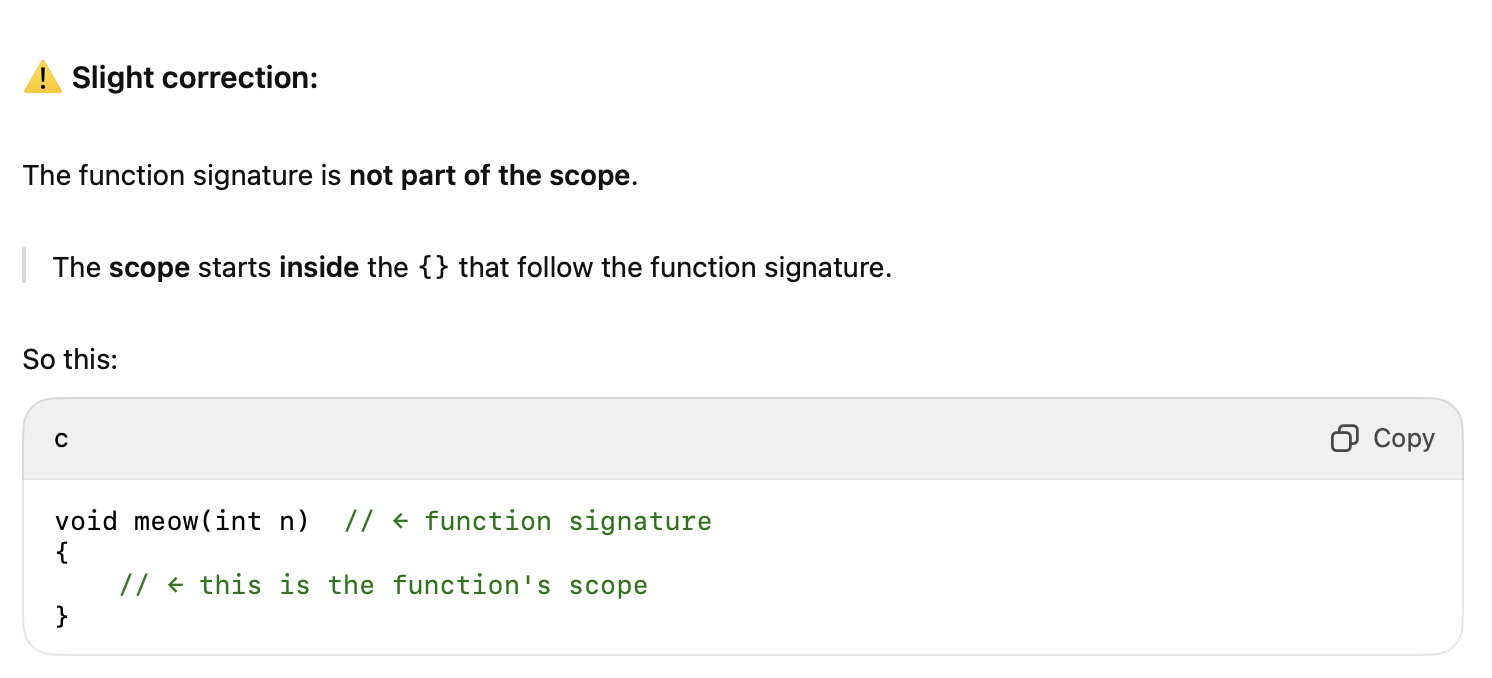 ⚠️ Slight correction:
The function signature is not part of the scope.
The scope starts inside the {} that follow the function signature.
So this:
c
Copy
void meow(int n)  // ← function signature
{
    // ← this is the function's scope
}